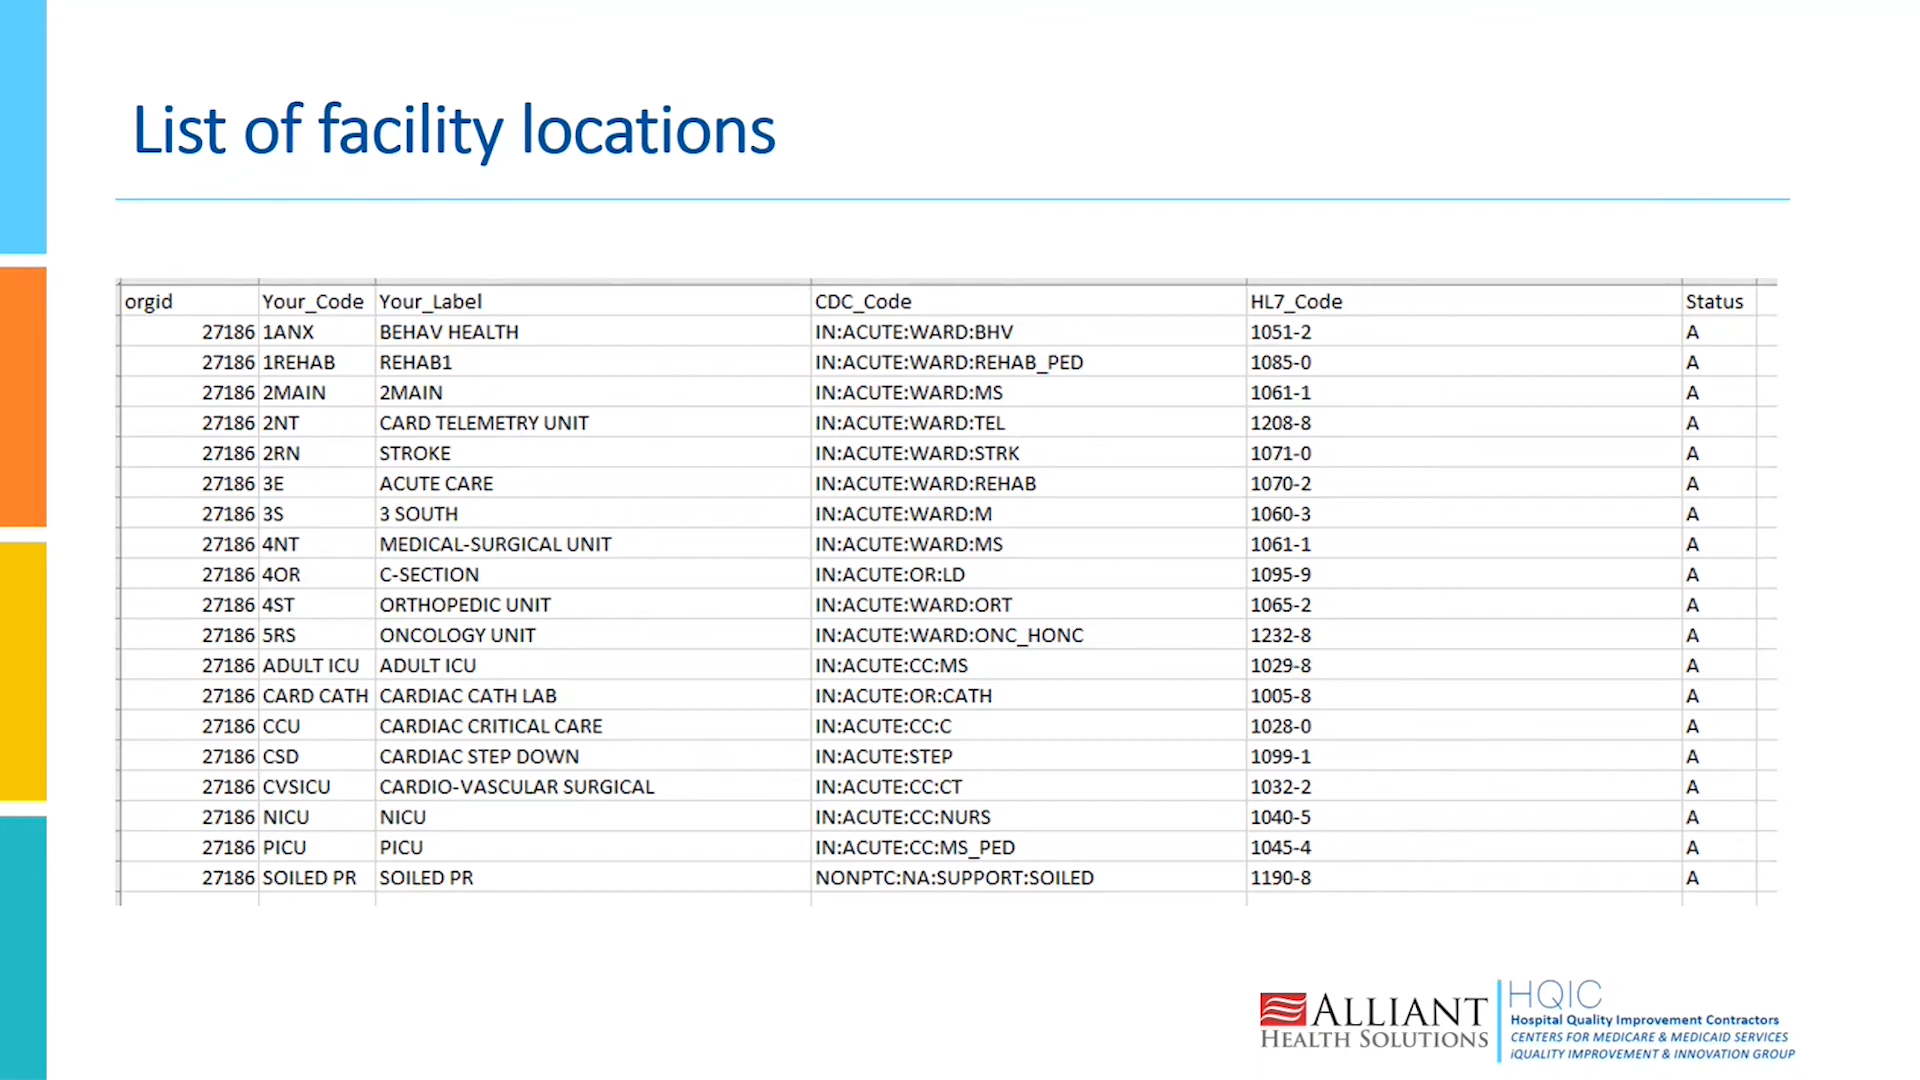 List of facility locations
orgid Your_Code Your_Label CDC_Code HL7_Code Status
27186 1ANX BEHAV HEALTH IN:ACUTE:WARD:BHV 1051-2 A
27186 1REHAB REHAB1 IN:ACUTE:WARD:REHAB_PED 1085-0 A
27186 2MAIN 2MAIN IN:ACUTE:WARD:MS 1061-1 A
27186 2NT CARD TELEMETRY UNIT IN:ACUTE:WARD:TEL 1208-8 A
27186 2RN STROKE IN:ACUTE:WARD:STRK 1071-0 A
27186 3E ACUTE CARE IN:ACUTE:WARD:REHAB 1070-2 A
27186 3S 3 SOUTH IN:ACUTE:WARD:M 1060-3 A
27186 4NT MEDICAL-SURGICAL UNIT IN:ACUTE:WARD:MS 1061-1 A
27186 4OR C-SECTION IN:ACUTE:OR:LD 1095-9 A
27186 4ST ORTHOPEDIC UNIT IN:ACUTE:WARD:ORT 1065-2 A
27186 5RS ONCOLOGY UNIT IN:ACUTE:WARD:ONC_HONC 1232-8 A
27186 ADULT ICU ADULT ICU IN:ACUTE:CC:MS 1029-8 A
27186 CARD CATH CARDIAC CATH LAB IN:ACUTE:OR:CATH 1005-8 A
27186 CCU CARDIAC CRITICAL CARE IN:ACUTE:CC:C 1028-0 A
27186 CSD CARDIAC STEP DOWN IN:ACUTE:STEP 1099-1 A
27186 CVSICU CARDIO-VASCULAR SURGICAL IN:ACUTE:CC:CT 1032-2 A
27186 NICU NICU IN:ACUTE:CC:NURS 1040-5 A
27186 PICU PICU IN:ACUTE:CC:MS_PED 1045-4 A
27186 SOILED PR SOILED PR NONPTC:NA:SUPPORT:SOILED 1190-8 A
ALLIANT
HEALTH SOLUTIONS
HQIC
Hospital Quality Improvement Contractors
CENTERS FOR MEDICARE & MEDICAID SERVICES
iQUALITY IMPROVEMENT & INNOVATION GROUP